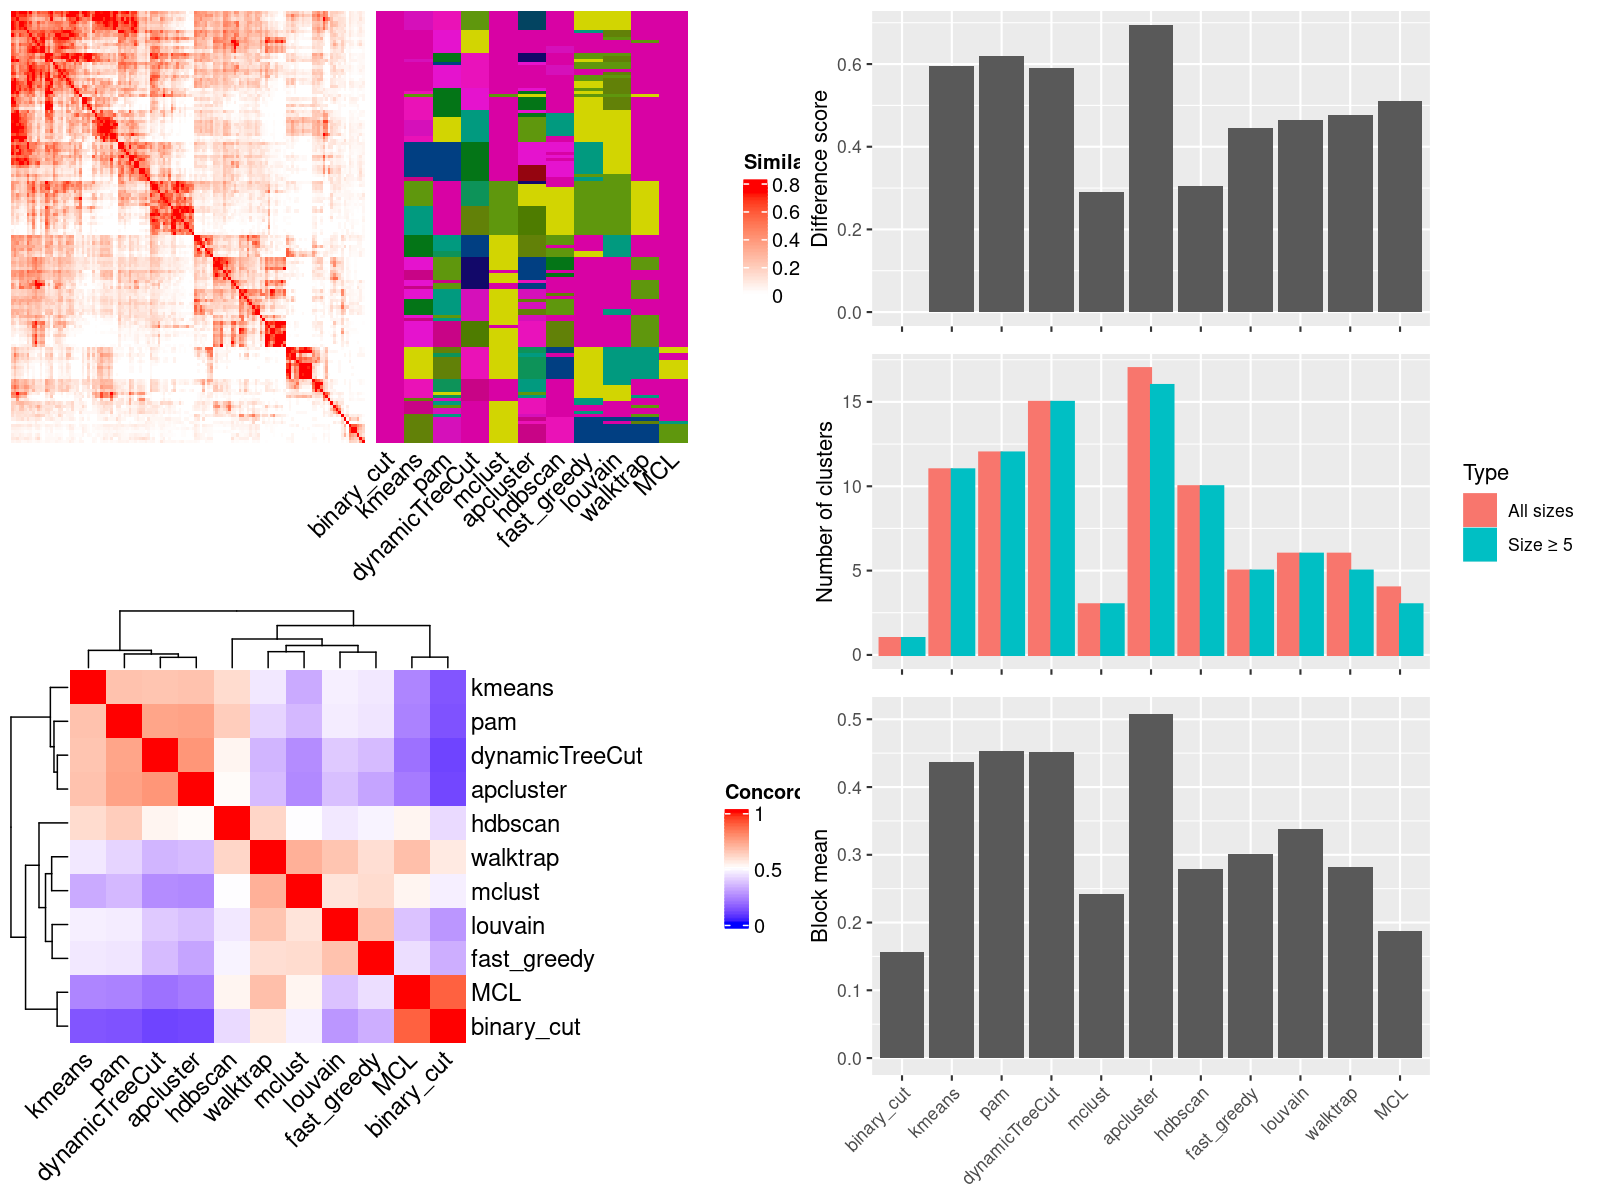 Simila
0.8
0.6
0.4
0.2
0
binary_cut
kmeans
pam
dynamicTreeCut
mclust
apcluster
hdbscan
fast_greedy
louvain
walktrap
MCL
kmeans
pam
dynamicTreeCut
apcluster
hdbscan
walktrap
mclust
louvain
fast_greedy
MCL
binary_cut
kmeans
pam
dynamicTreeCut
apcluster
hdbscan
walktrap
mclust
louvain
fast_greedy
MCL
binary_cut
Concord
1
0.5
0
Difference score
0.6
0.4
0.2
0.0
Number of clusters
15
10
5
0
Type
All sizes
Size ≥ 5
Block mean
0.5
0.4
0.3
0.2
0.1
0.0
binary_cut
kmeans
pam
dynamicTreeCut
mclust
apcluster
hdbscan
fast_greedy
louvain
walktrap
MCL